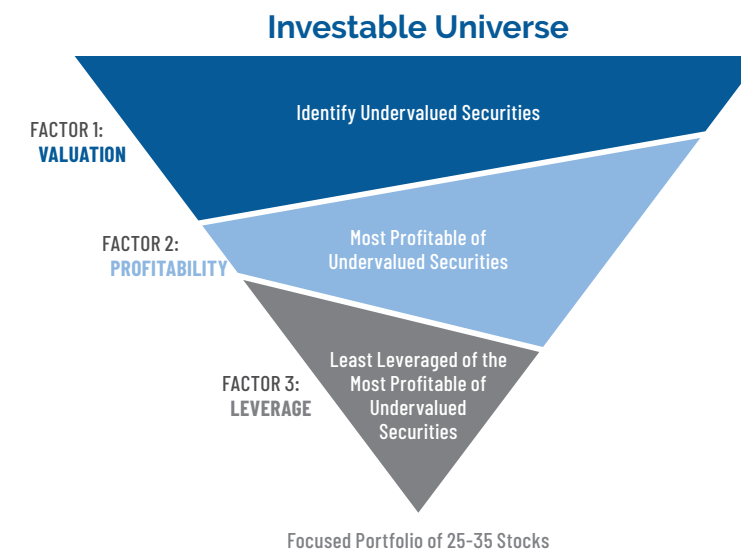 Investable Universe
Identify Undervalued Securities
FACTOR 1:
VALUATION
Most Profitable of
Undervalued Securities
FACTOR 2:
PROFITABILITY
Least Leveraged of the
Most Profitable of
Undervalued
Securities
FACTOR 3:
LEVERAGE
Focused Portfolio of 25-35 Stocks